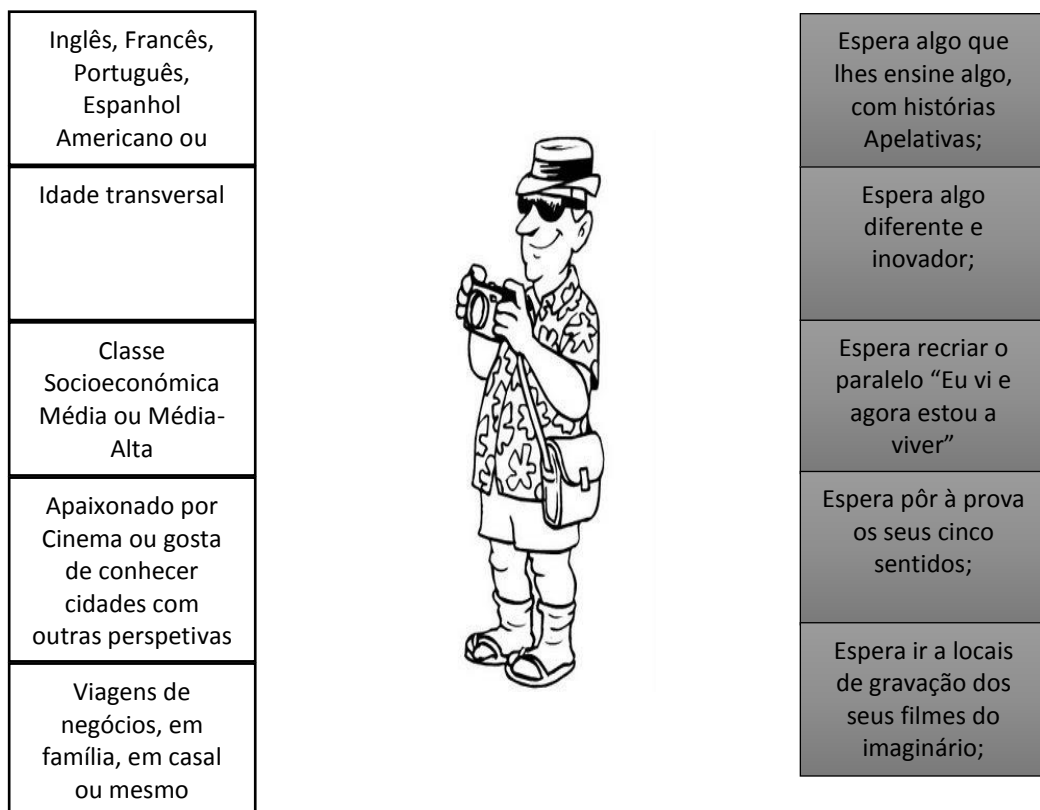 Inglês, Francês,
Português,
Espanhol
Americano ou
Idade transversal
Classe
Socioeconómica
Média ou Média-
Alta
Apaixonado por
Cinema ou gosta
de conhecer
cidades com
outras perspetivas
Viagens de
negócios, em
família, em casal
ou mesmo
Espera algo que
lhes ensine algo,
com histórias
Apelativas;
Espera algo
diferente e
inovador;
Espera recriar o
paralelo “Eu vi e
agora estou a
viver”
Espera pôr à prova
os seus cinco
sentidos;
Espera ir a locais
de gravação dos
seus filmes do
imaginário;